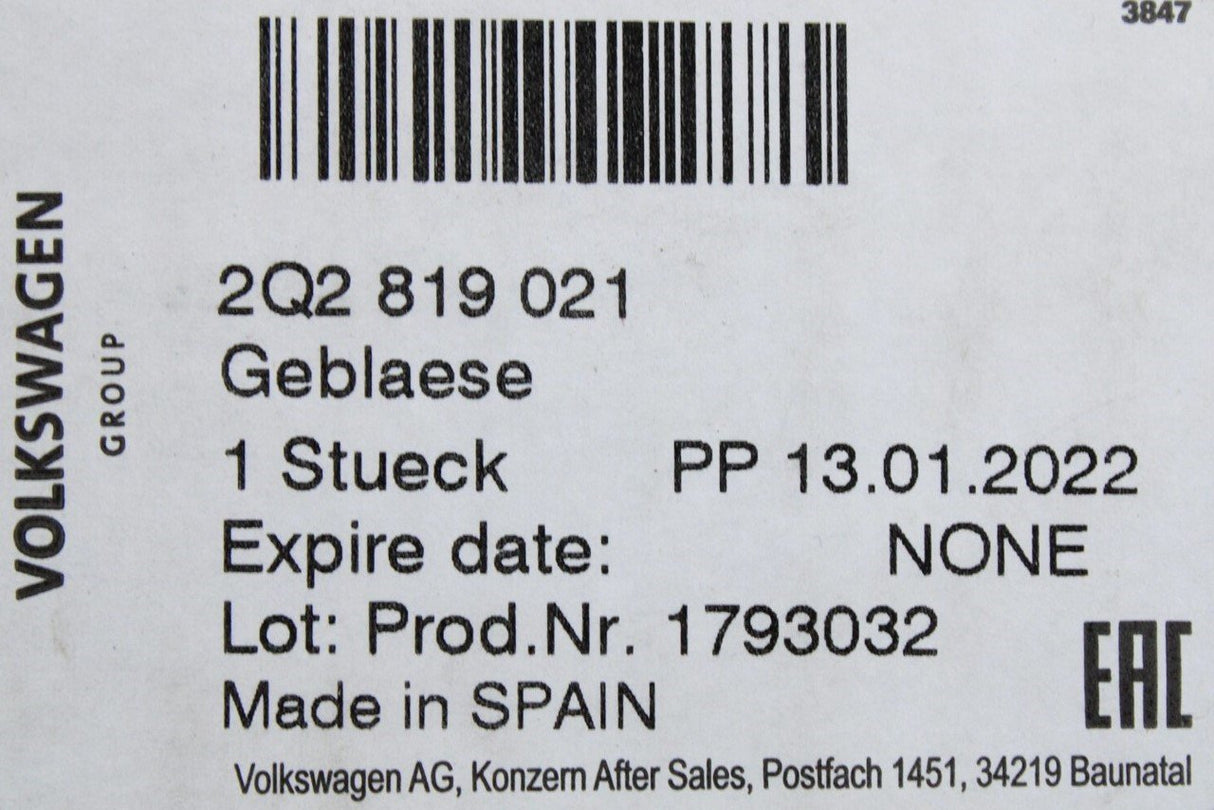 3847
VOLKSWAGEN
GROUP
2Q2 819 021
Geblaese
1 Stueck PP 13.01.2022
Expire date: NONE
Lot: Prod.Nr. 1793032
Made in SPAIN
EAC
Volkswagen AG, Konzern After Sales, Postfach 1451, 34219 Baunatal